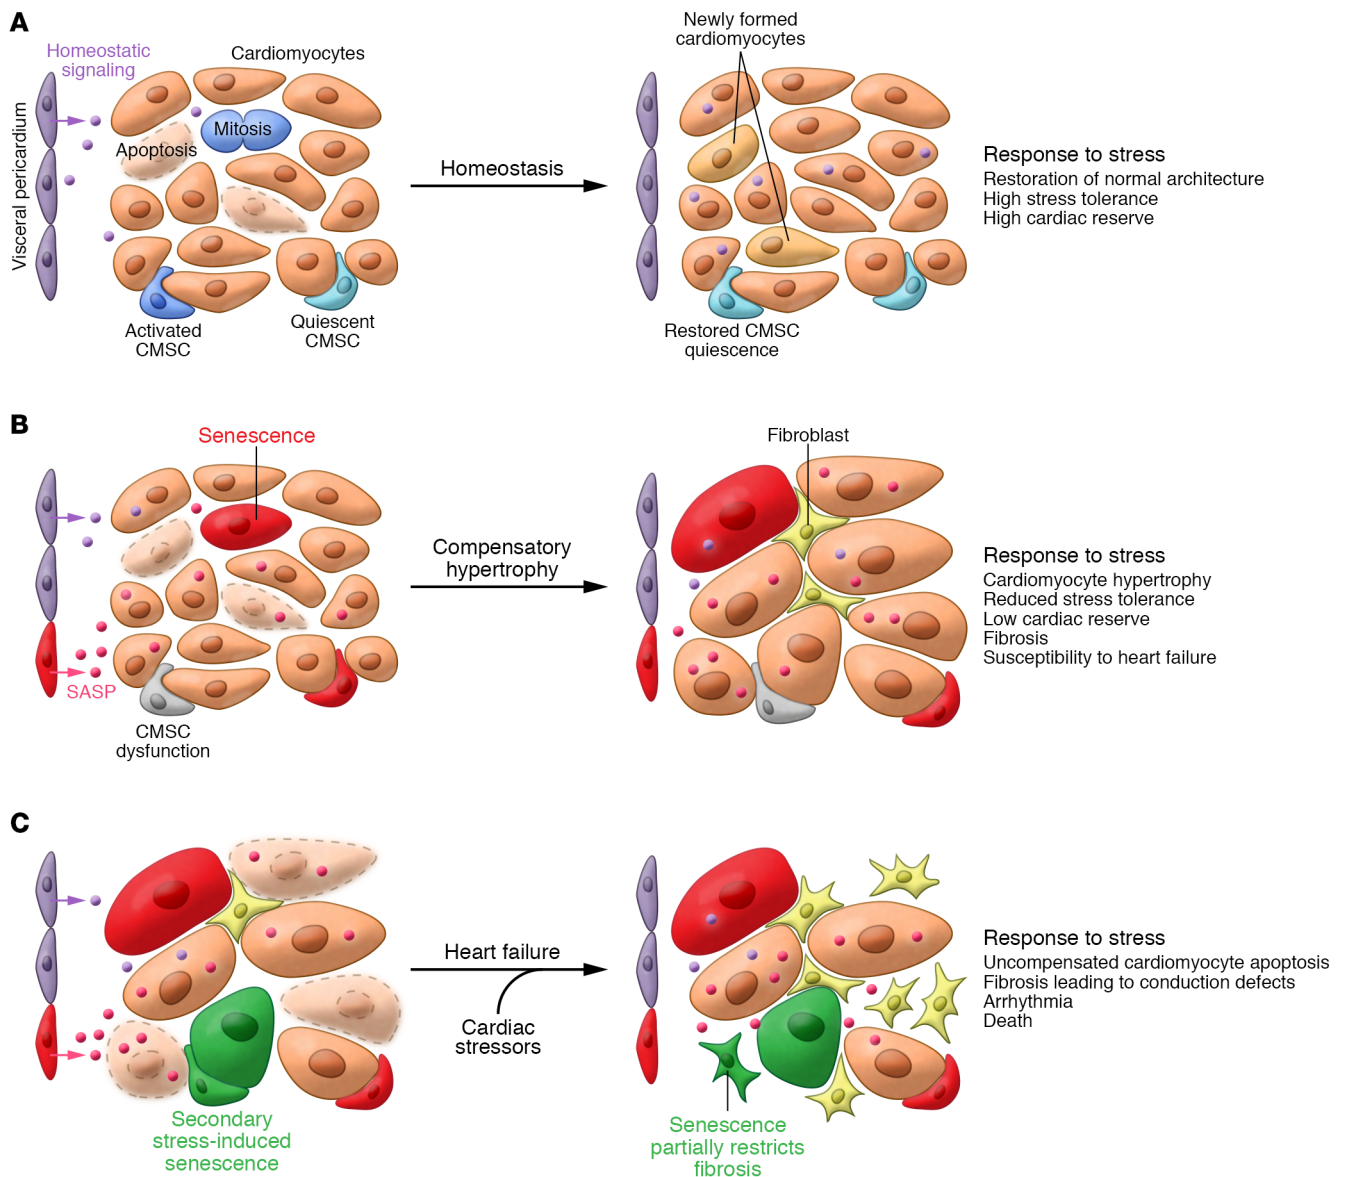 A
Homeostatic
signaling
Cardiomyocytes
Visceral pericardium
Mitosis
Apoptosis
Activated
CMSC
Quiescent
CMSC
Homeostasis
Newly formed
cardiomyocytes
Restored CMSC
quiescence
Response to stress
Restoration of normal architecture
High stress tolerance
High cardiac reserve
B
Senescence
SASP
CMSC
dysfunction
Compensatory
hypertrophy
Fibroblast
Response to stress
Cardiomyocyte hypertrophy
Reduced stress tolerance
Low cardiac reserve
Fibrosis
Susceptibility to heart failure
C
Secondary
stress-induced
senescence
Heart failure
Cardiac
stressors
Senescence
partially restricts
fibrosis
Response to stress
Uncompensated cardiomyocyte apoptosis
Fibrosis leading to conduction defects
Arrhythmia
Death